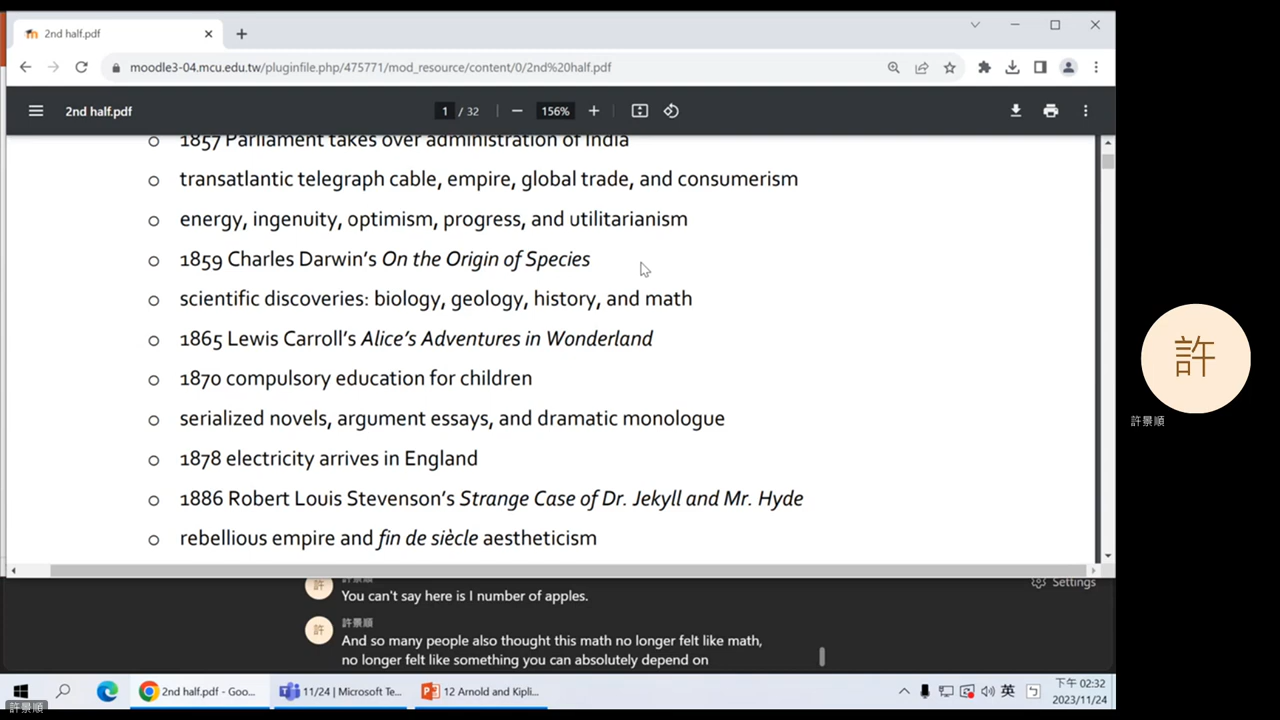 2nd half.pdf
moodle3-04.mcu.edu.tw/pluginfile.php/475771/mod_resource/content/0/2nd%20half.pdf
2nd half.pdf
1 / 32
156%
1857 Parliament takes over administration of India
transatlantic telegraph cable, empire, global trade, and consumerism
energy, ingenuity, optimism, progress, and utilitarianism
1859 Charles Darwin's On the Origin of Species
scientific discoveries: biology, geology, history, and math
1865 Lewis Carroll's Alice's Adventures in Wonderland
1870 compulsory education for children
serialized novels, argument essays, and dramatic monologue
1878 electricity arrives in England
1886 Robert Louis Stevenson's Strange Case of Dr. Jekyll and Mr. Hyde
rebellious empire and fin de siècle aestheticism
許
許景順
許
許景順
You can't say here is I number of apples.
Settings
許
許景順
And so many people also thought this math no longer felt like math,
no longer felt like something you can absolutely depend on
2nd half.pdf - Goo...
11/24 | Microsoft Te...
12 Arnold and Kipli...
英
ㄅ
下午 02:32
2023/11/24
許景順